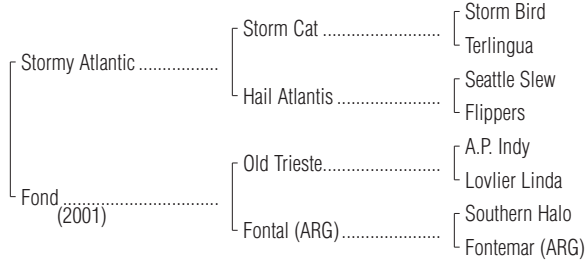 Storm Bird
Storm Cat ........................
Terlingua
Stormy Atlantic ................
Seattle Slew
Hail Atlantis .....................
Flippers
A.P. Indy
Old Trieste........................
Lovlier Linda
Fond ...............................
(2001)
Southern Halo
Fontal (ARG) ....................
Fontemar (ARG)